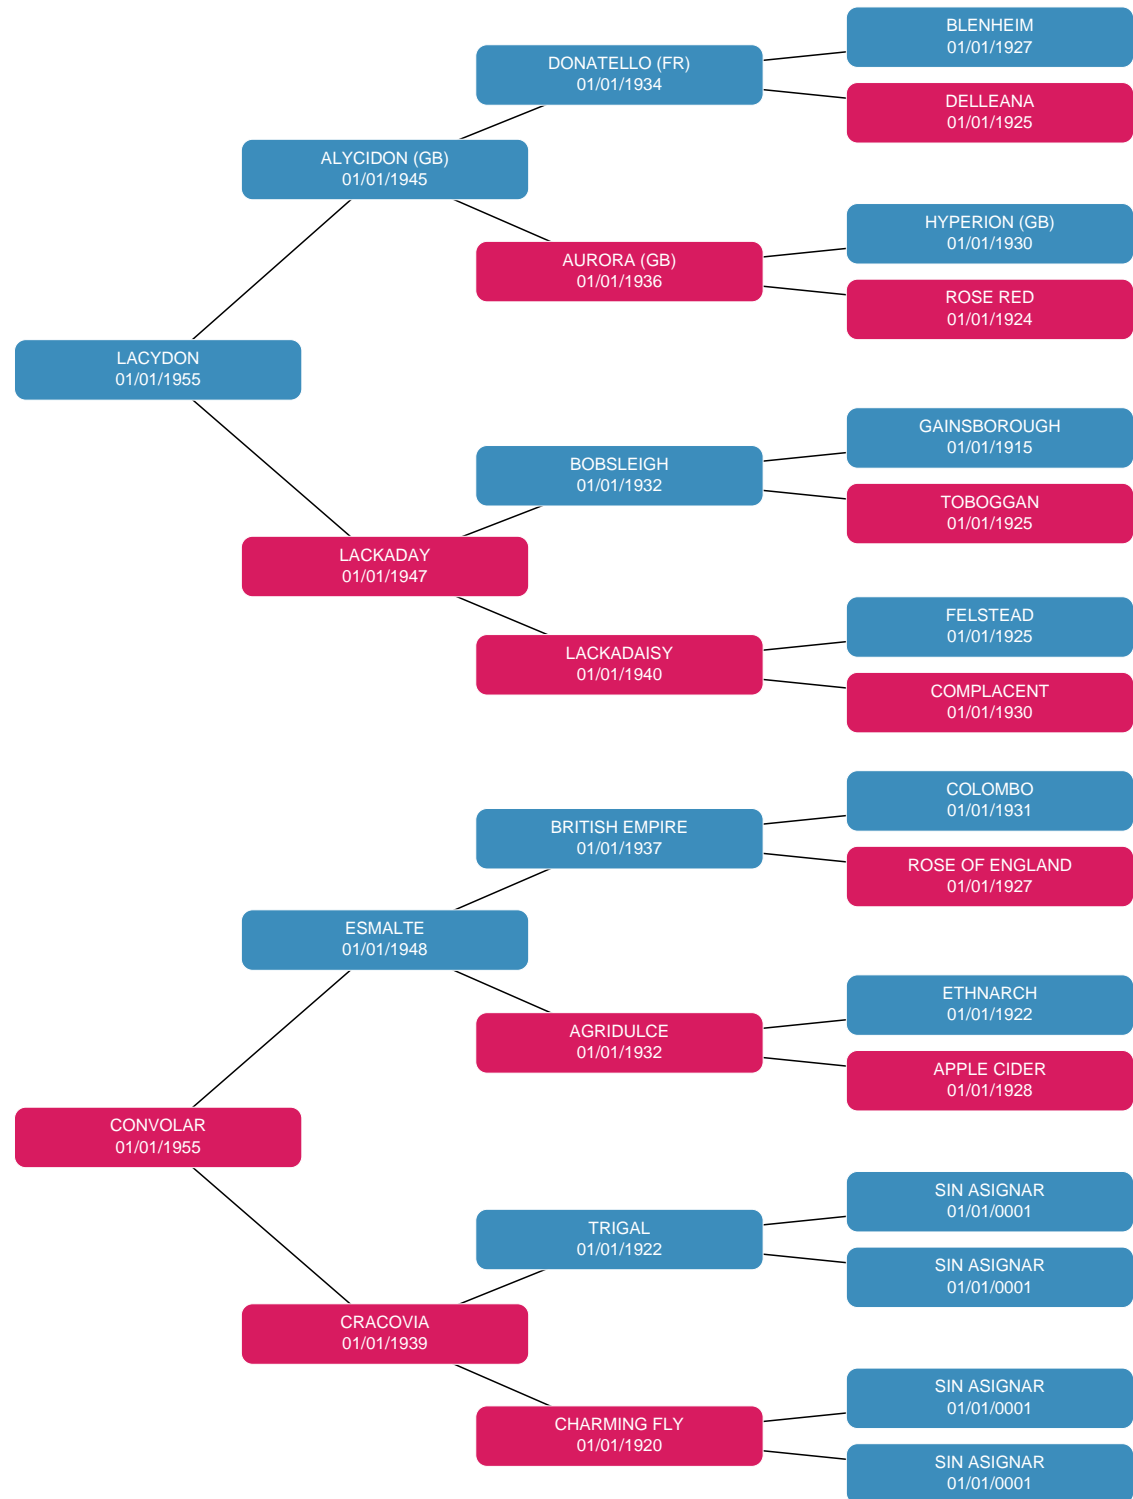 BLENHEIM
01/01/1927
DONATELLO (FR)
01/01/1934
DELLEANA
01/01/1925
ALYCIDON (GB)
01/01/1945
HYPERION (GB)
01/01/1930
AURORA (GB)
01/01/1936
ROSE RED
01/01/1924
LACYDON
01/01/1955
GAINSBOROUGH
01/01/1915
BOBSLEIGH
01/01/1932
TOBOGGAN
01/01/1925
LACKADAY
01/01/1947
FELSTEAD
01/01/1925
LACKADAISY
01/01/1940
COMPLACENT
01/01/1930
COLOMBO
01/01/1931
BRITISH EMPIRE
01/01/1937
ROSE OF ENGLAND
01/01/1927
ESMALTE
01/01/1948
ETHNARCH
01/01/1922
AGRIDULCE
01/01/1932
APPLE CIDER
01/01/1928
CONVOLAR
01/01/1955
SIN ASIGNAR
01/01/0001
TRIGAL
01/01/1922
SIN ASIGNAR
01/01/0001
CRACOVIA
01/01/1939
SIN ASIGNAR
01/01/0001
CHARMING FLY
01/01/1920
SIN ASIGNAR
01/01/0001